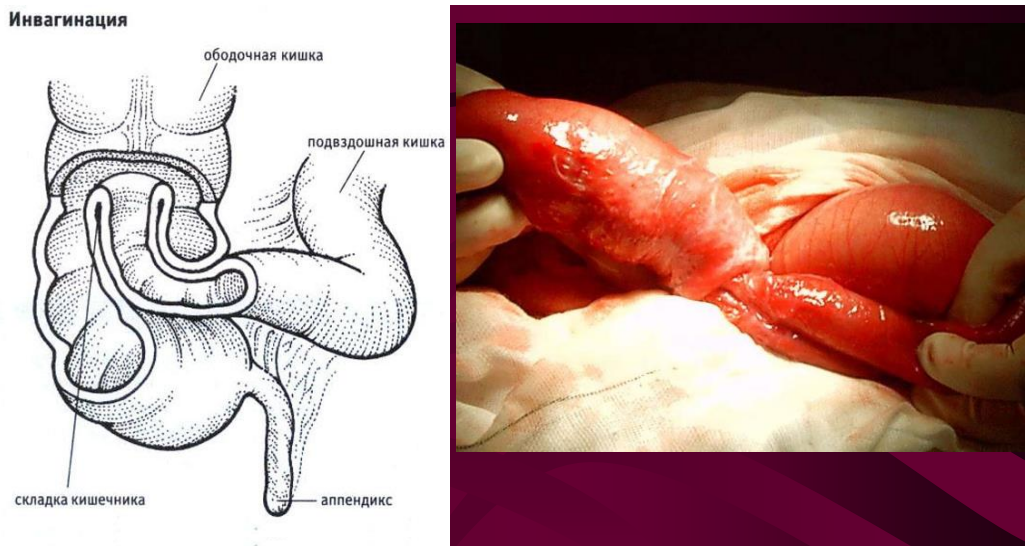 Инвагинация
ободочная кишка
подвздошная кишка
складка кишечника
аппендикс